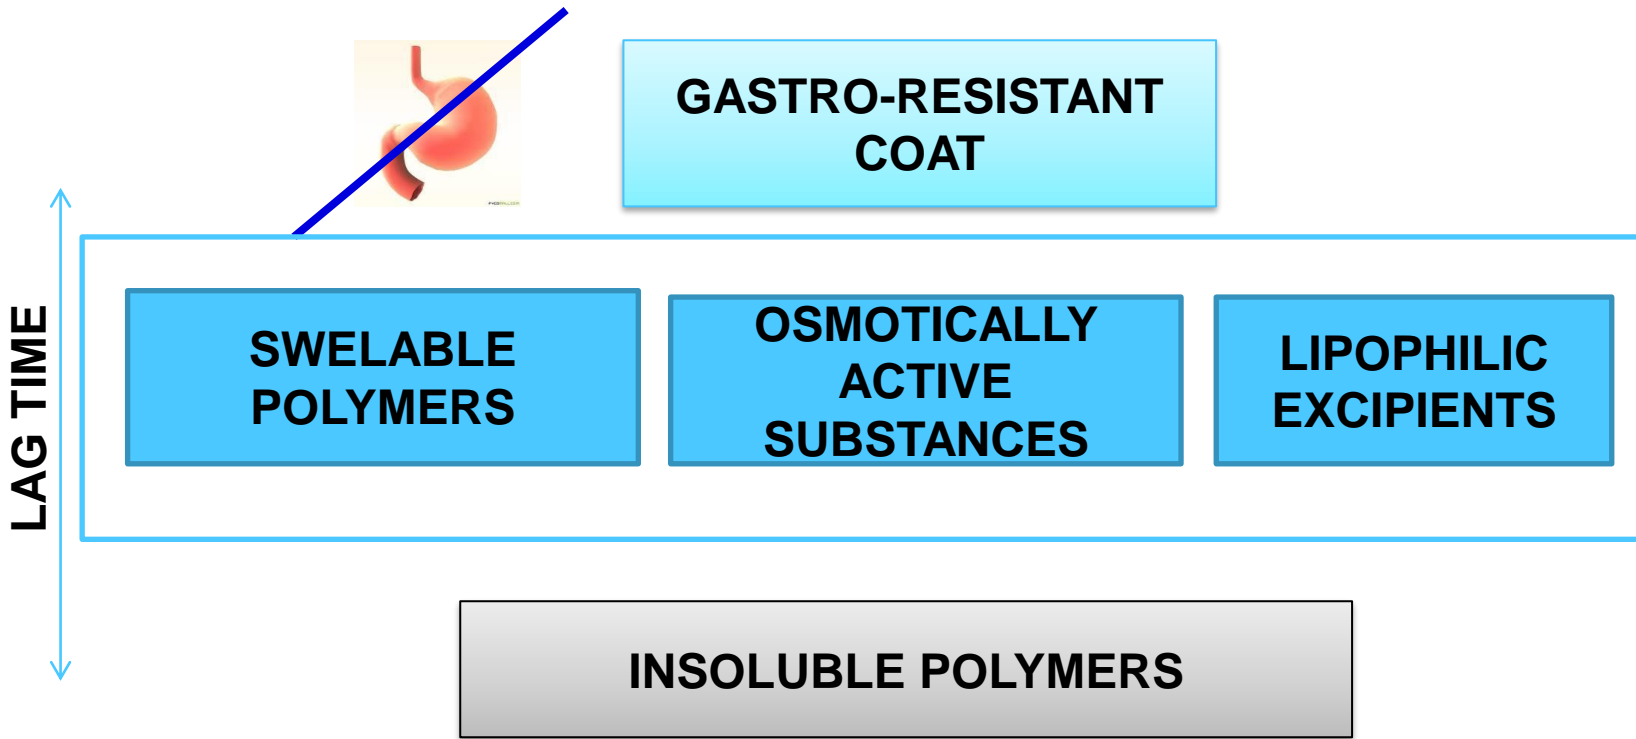 GASTRO-RESISTANT
COAT
LAG TIME
SWELABLE
POLYMERS
OSMOTICALLY
ACTIVE
SUBSTANCES
LIPOPHILIC
EXCIPIENTS
INSOLUBLE POLYMERS